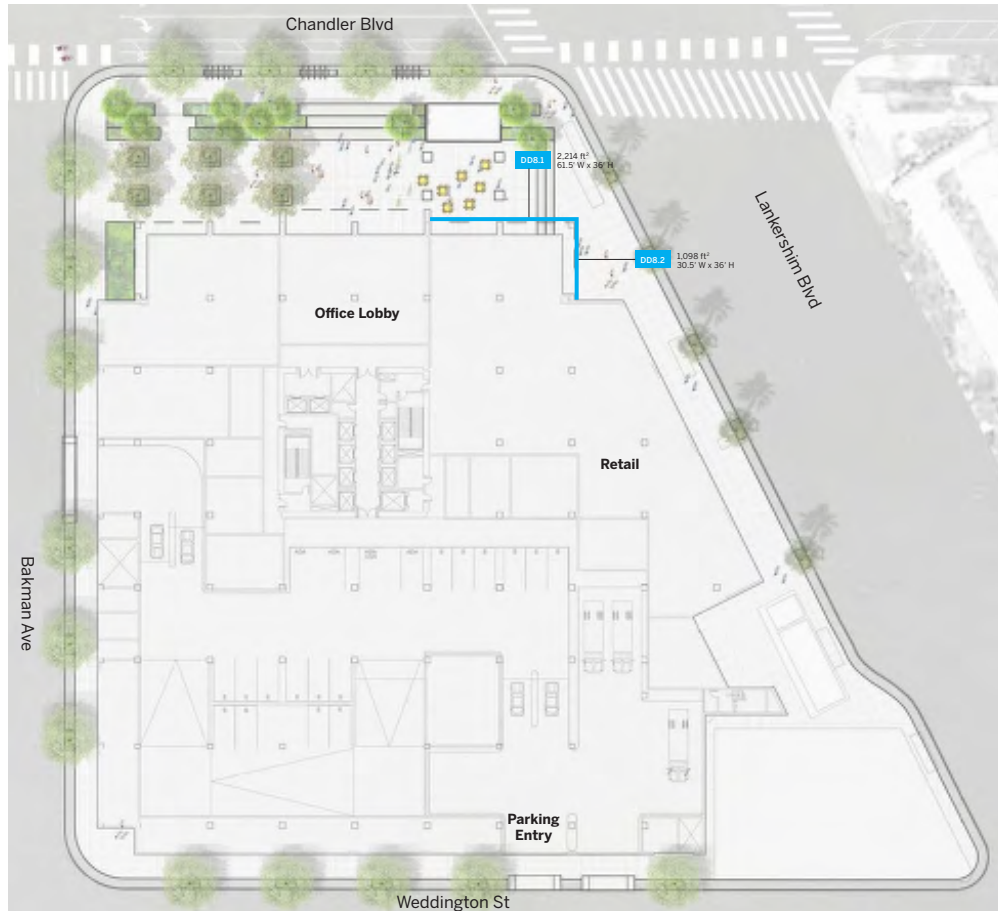 Chandler Blvd
DD8.1
2,214 ft²
61.5' W x 36' H
Lankershim Blvd
DD8.2
1,098 ft²
30.5' W x 36' H
Office Lobby
Retail
Bakman Ave
Parking
Entry
Weddington St